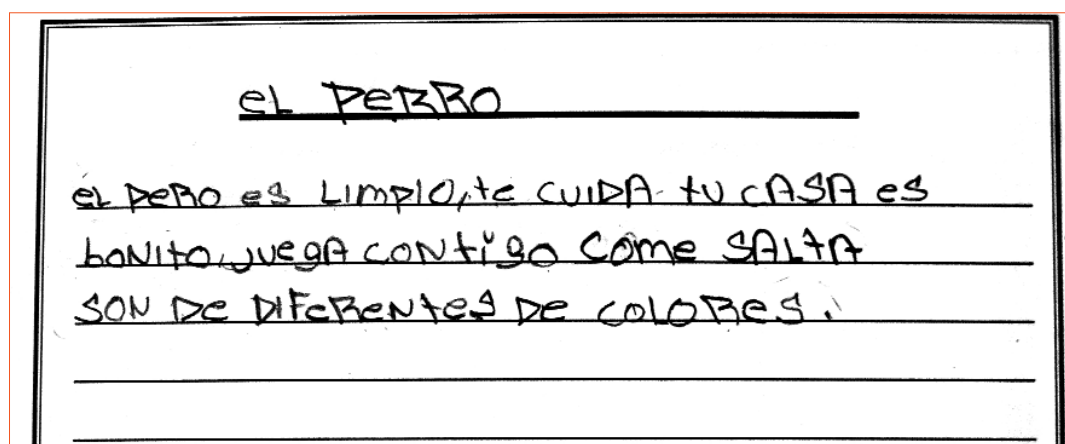 eL PERRO
eL PERO es LIMPIO, te CUIDA tU CASA es
bONIto, JUegA CONtigo Come SALtA
SON De DIFeReNtes De COLORes.